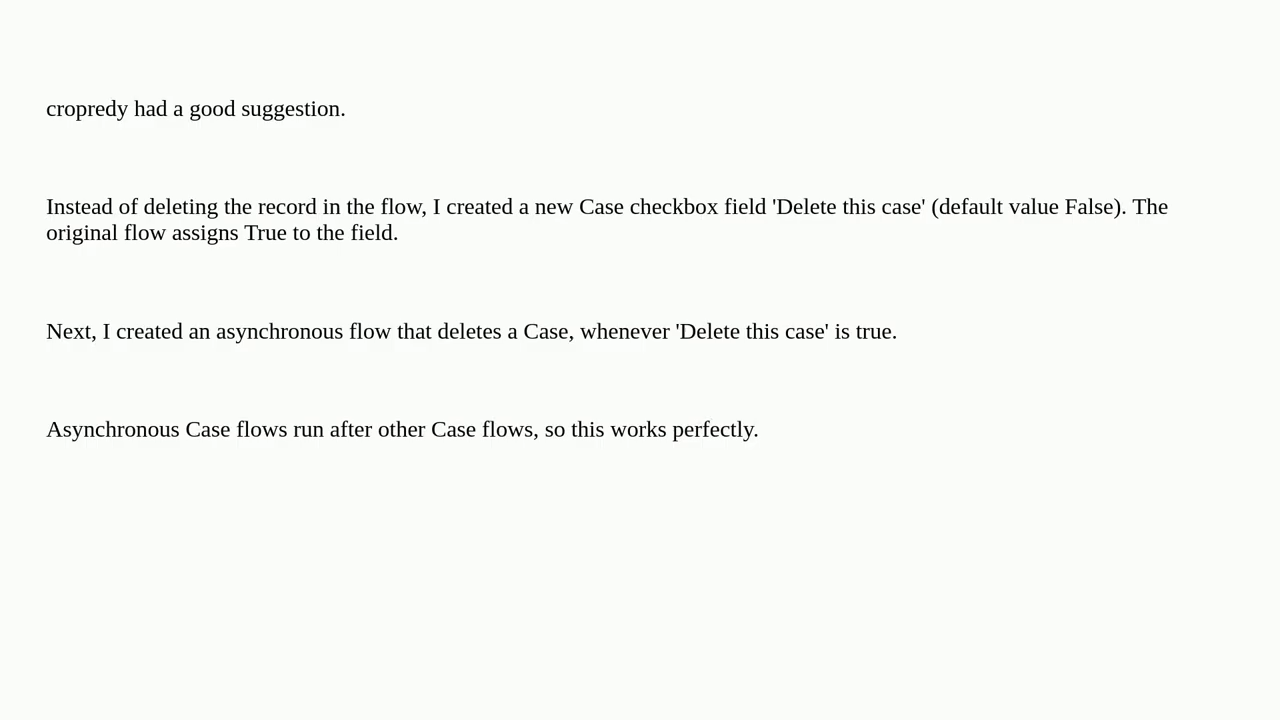 cropredy had a good suggestion.
Instead of deleting the record in the flow, I created a new Case checkbox field 'Delete this case' (default value False). The
original flow assigns True to the field.
Next, I created an asynchronous flow that deletes a Case, whenever 'Delete this case' is true.
Asynchronous Case flows run after other Case flows, so this works perfectly.